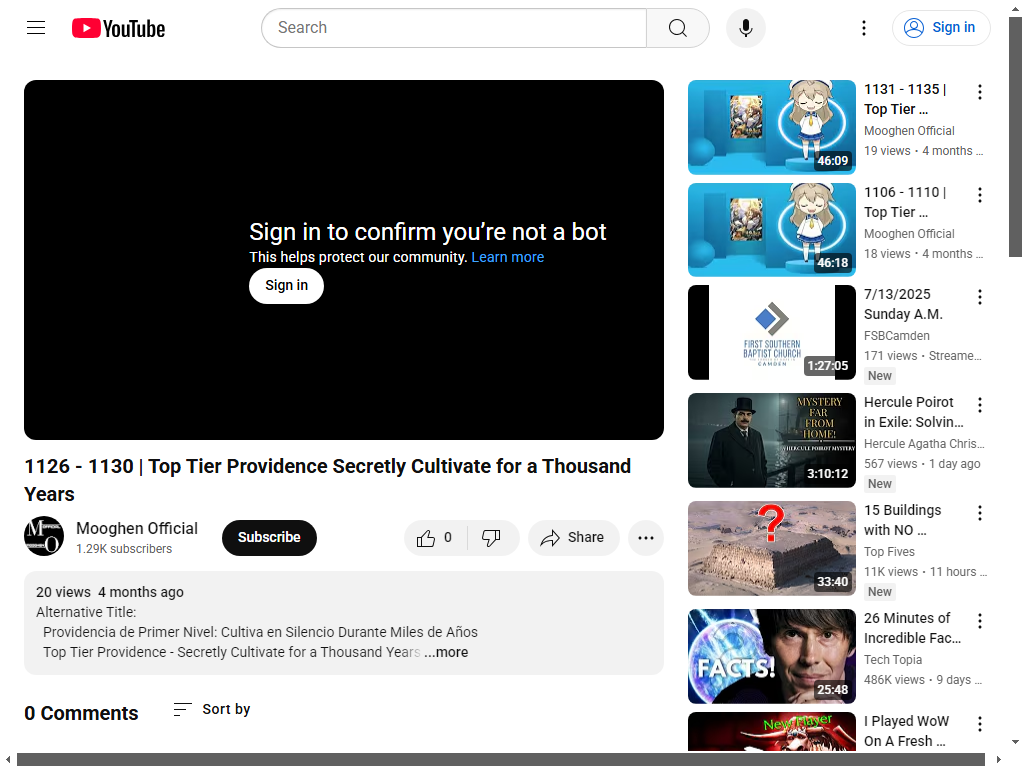 YouTube
Search
Sign in
Sign in to confirm you’re not a bot
This helps protect our community. Learn more
Sign in
1126 - 1130 | Top Tier Providence Secretly Cultivate for a Thousand
Years
Mooghen Official
1.29K subscribers
Subscribe
0
Share
20 views 4 months ago
Alternative Title:
Providencia de Primer Nivel: Cultiva en Silencio Durante Miles de Años
Top Tier Providence - Secretly Cultivate for a Thousand Years ...more
0 Comments
Sort by
46:09
1131 - 1135 |
Top Tier ...
Mooghen Official
19 views • 4 months ...
46:18
1106 - 1110 |
Top Tier ...
Mooghen Official
18 views • 4 months ...
FIRST SOUTHERN
BAPTIST CHURCH
CAMDEN
1:27:05
7/13/2025
Sunday A.M.
FSBCamden
171 views • Streame...
New
MYSTERY
FAR
FROM
HOME!
HERCULE POIROT MYSTERY
3:10:12
Hercule Poirot
in Exile: Solvin...
Hercule Agatha Chris...
567 views • 1 day ago
New
?
33:40
15 Buildings
with NO ...
Top Fives
11K views • 11 hours ...
New
FACTS!
25:48
26 Minutes of
Incredible Fac...
Tech Topia
486K views • 9 days ...
New Player
I Played WoW
On A Fresh ...